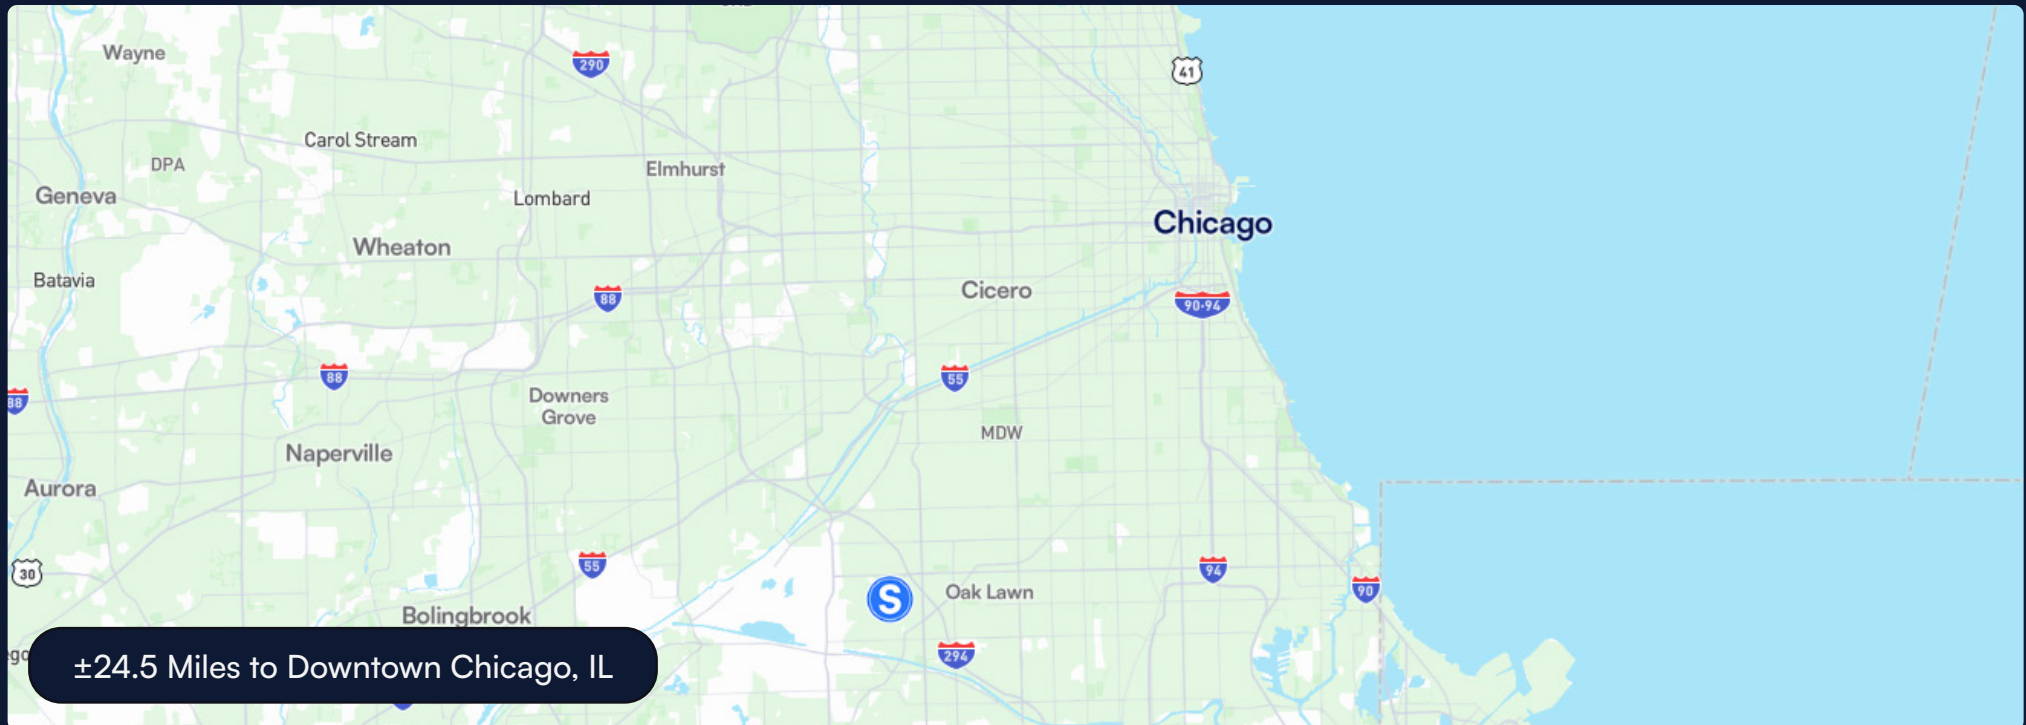 Wayne
290
41
Carol Stream
DPA
Elmhurst
Geneva
Lombard
Chicago
Wheaton
Batavia
88
Cicero
90-94
88
55
88
Downers
Grove
MDW
Naperville
Aurora
30
55
S
Oak Lawn
94
90
Bolingbrook
294
±24.5 Miles to Downtown Chicago, IL